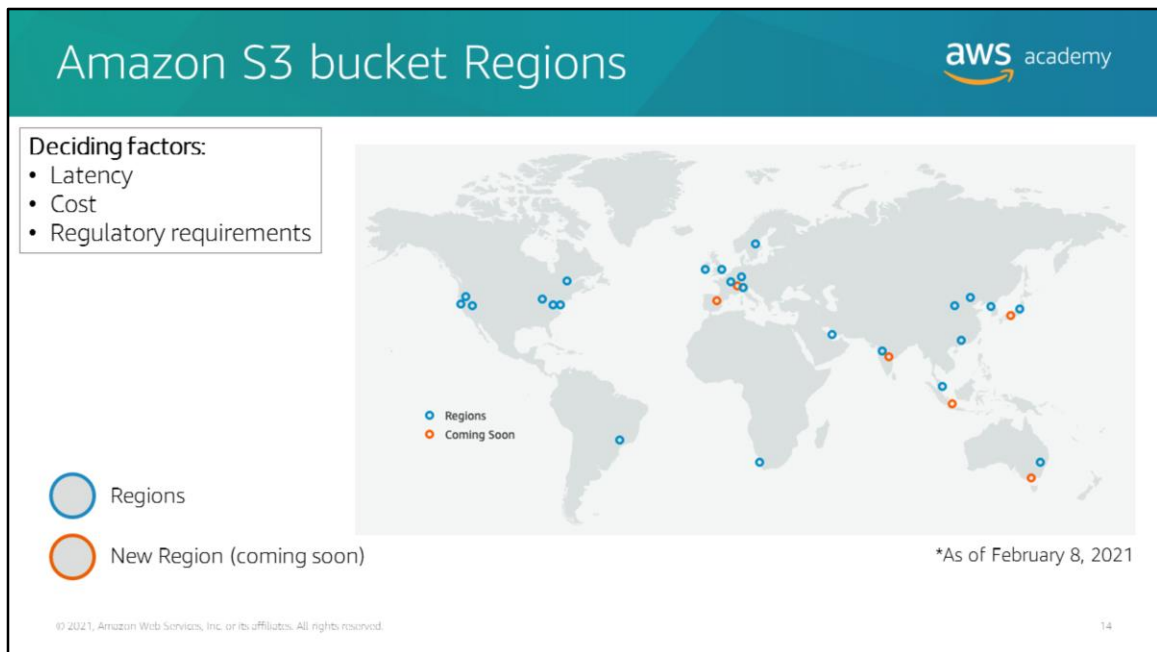 Amazon S3 bucket Regions
aws academy
Deciding factors:
• Latency
• Cost
• Regulatory requirements
Regions
Coming Soon
Regions
New Region (coming soon)
*As of February 8, 2021
© 2021, Amazon Web Services, Inc. or its affiliates. All rights reserved.
14